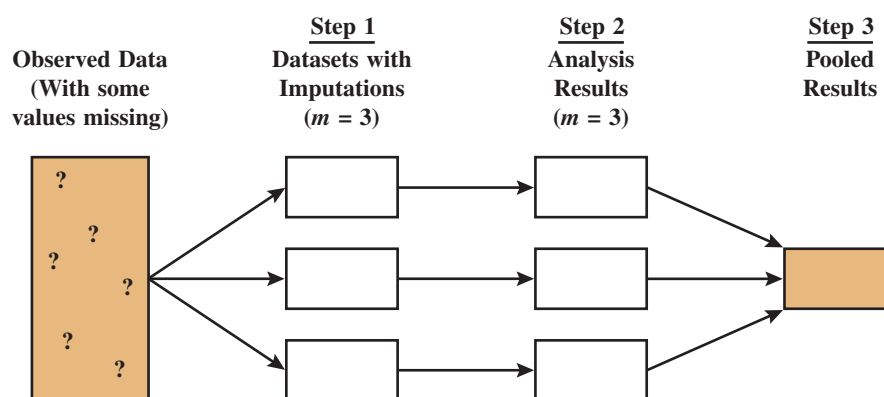 Observed Data
(With some
values missing)
Step 1
Datasets with
Imputations
(m = 3)
Step 2
Analysis
Results
(m = 3)
Step 3
Pooled
Results
?
?
?
?
?
?